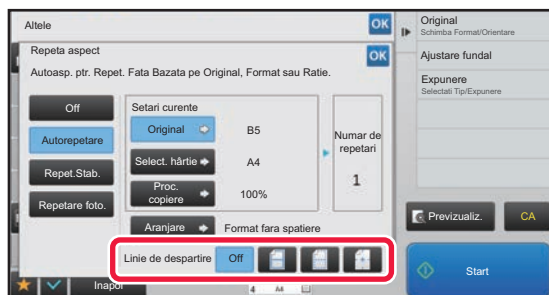 Altele
OK
Repeta aspect
OK
Autoasp. ptr. Repet. Fata Bazata pe Original, Format sau Ratie.
Off
Autorepetare
Repet.Stab.
Repetare foto.
Setari curente
Original
B5
Select. hârtie
A4
Proc.
copiere
100%
Numar de
repetari
1
Aranjare
Format fara spatiere
Linie de despartire
Off
Inapoi
4
A4
Original
Schimba Format/Orientare
Ajustare fundal
Expunere
Selectati Tip/Expunere
Previzualiz.
CA
Start